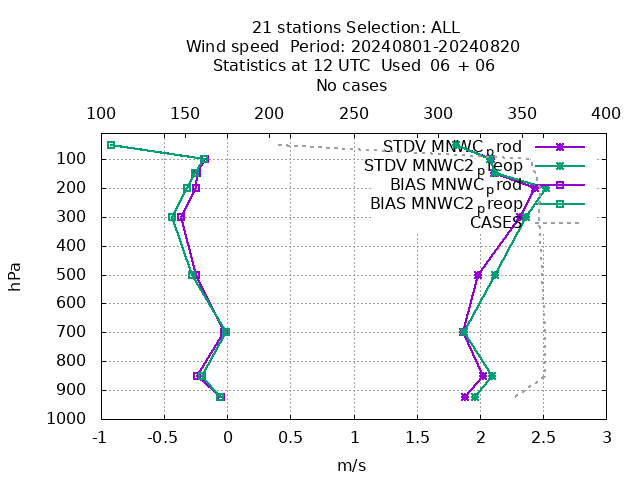 21 stations Selection: ALL
Wind speed  Period: 20240801-20240820
Statistics at 12 UTC  Used  06 + 06
No cases
100 150 200 250 300 350 400
STDV MNWC_prod
STDV MNWC2_preop
BIAS MNWC_prod
BIAS MNWC2_preop
CASES
100
200
300
400
500
600
700
800
900
1000
hPa
-1 -0.5 0 0.5 1 1.5 2 2.5 3
m/s